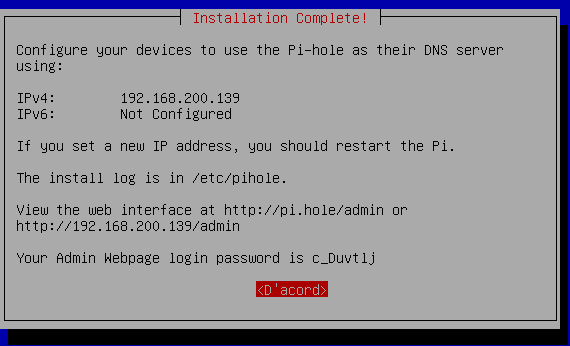 Installation Complete!
Configure your devices to use the Pi-hole as their DNS server
using:
IPv4: 192.168.200.139
IPv6: Not Configured
If you set a new IP address, you should restart the Pi.
The install log is in /etc/pihole.
View the web interface at http://pi.hole/admin or
http://192.168.200.139/admin
Your Admin Webpage login password is c_Duvtlj
<D'acord>